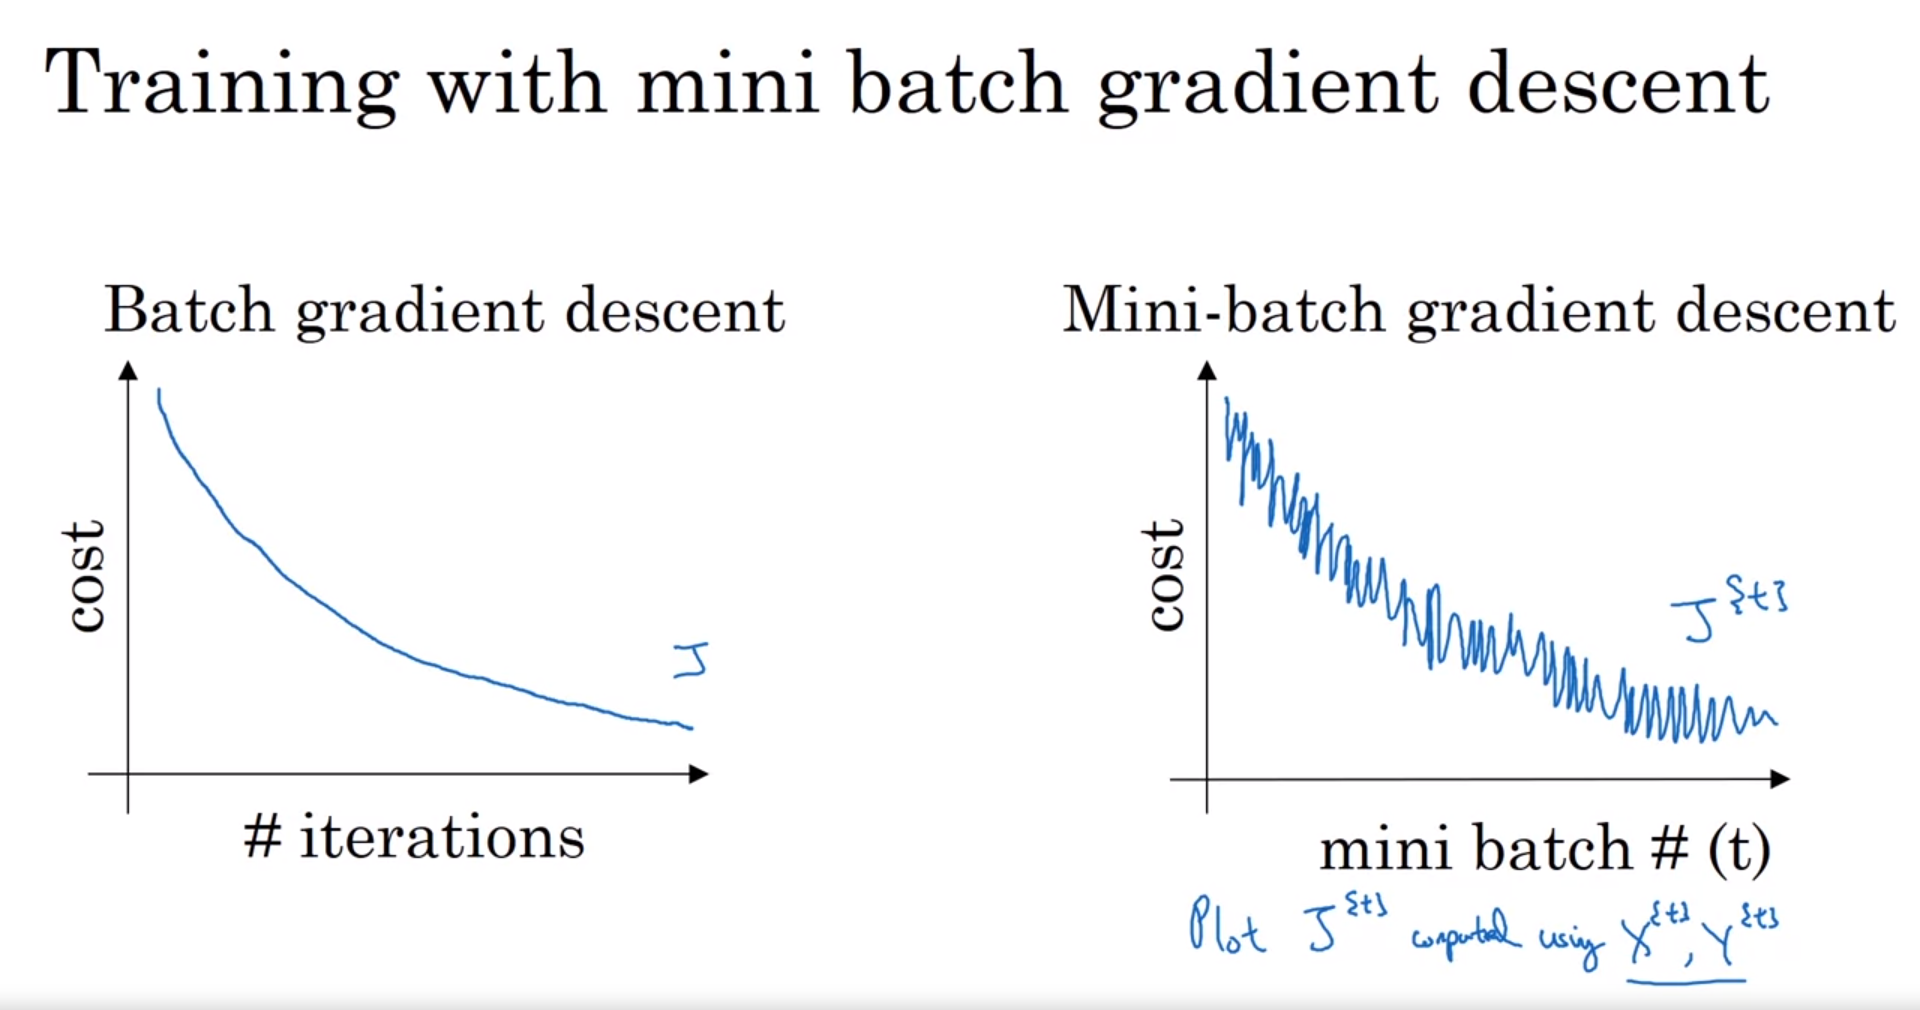 Training with mini batch gradient descent
Batch gradient descent
cost
J
# iterations
Mini-batch gradient descent
cost
J^{t}
mini batch # (t)
Plot J^{t} computed using X^{t}, Y^{t}